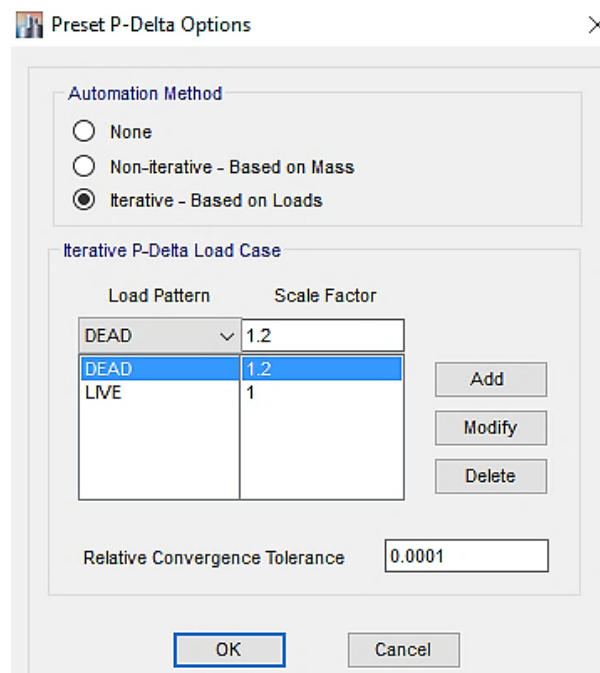 Preset P-Delta Options
Automation Method
None
Non-iterative - Based on Mass
Iterative - Based on Loads
Iterative P-Delta Load Case
Load Pattern Scale Factor
DEAD 1.2
DEAD 1.2
LIVE 1
Add
Modify
Delete
Relative Convergence Tolerance 0.0001
OK Cancel